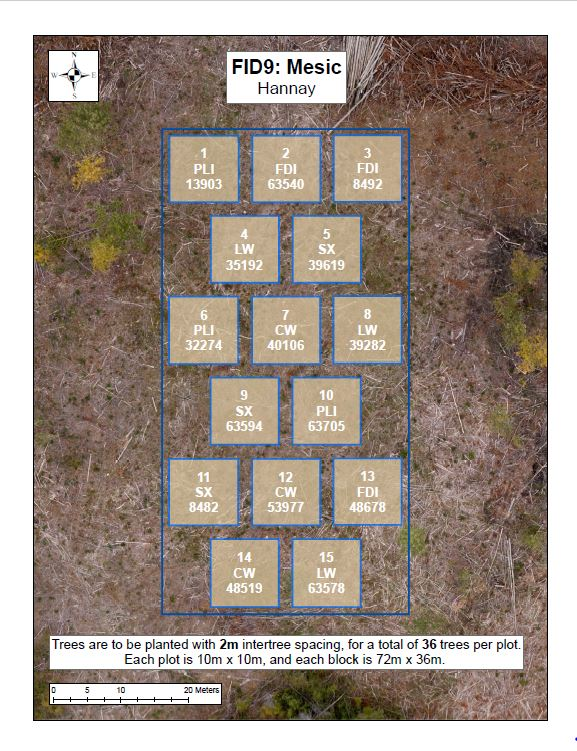 N
W E
S
FID9: Mesic
Hannay
1
PLI
13903
2
FDI
63540
3
FDI
8492
4
LW
35192
5
SX
39619
6
PLI
32274
7
CW
40106
8
LW
39282
9
SX
63594
10
PLI
63705
11
SX
8482
12
CW
53977
13
FDI
48678
14
CW
48519
15
LW
63578
Trees are to be planted with 2m intertree spacing, for a total of 36 trees per plot.
Each plot is 10m x 10m, and each block is 72m x 36m.
0 5 10 20 Meters